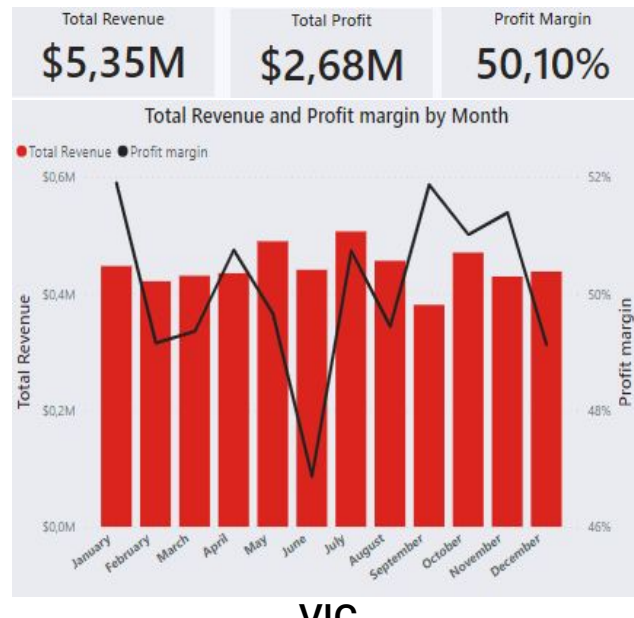 Total Revenue
$5,35M
Total Profit
$2,68M
Profit Margin
50,10%
Total Revenue and Profit margin by Month
Total Revenue Profit margin
$0,6M
$0,4M
$0,2M
$0,0M
Total Revenue
52%
50%
48%
46%
Profit margin
January
February
March
April
May
June
July
August
September
October
November
December